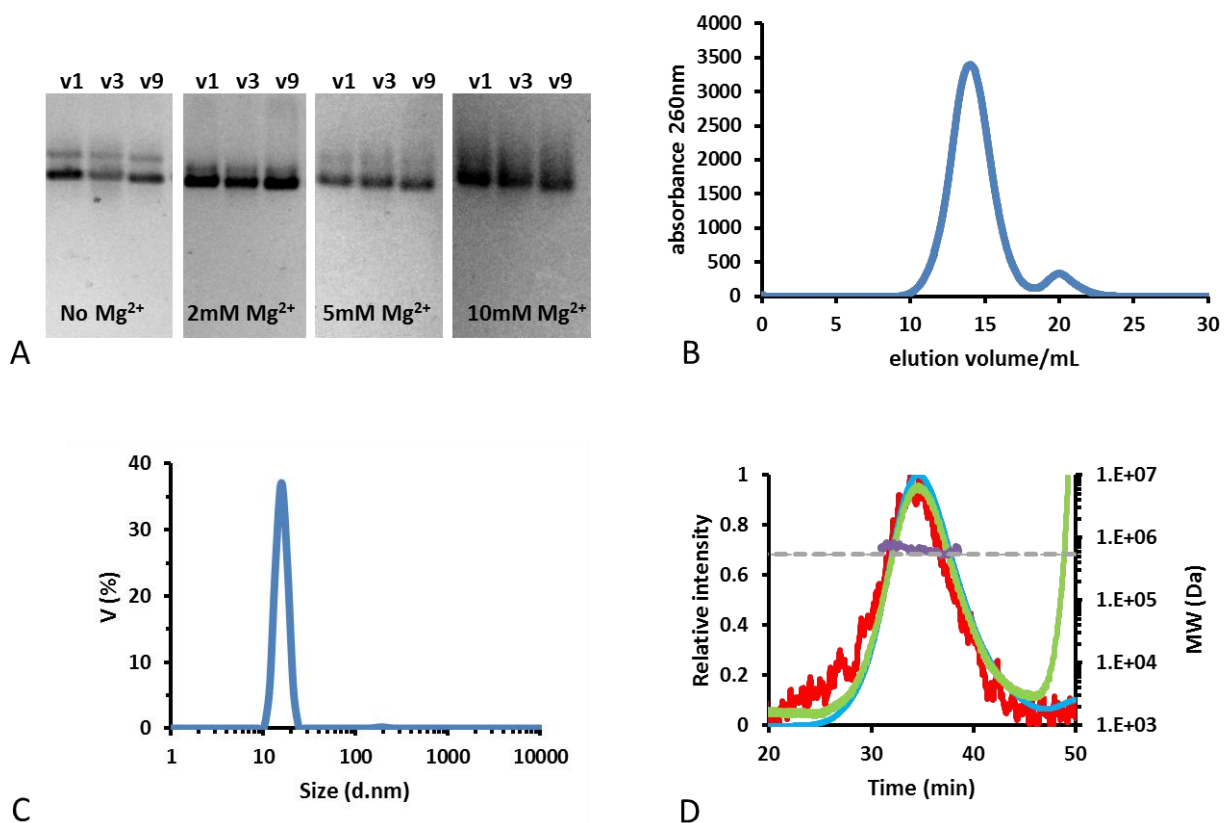 v1 v3 v9 v1 v3 v9 v1 v3 v9 v1 v3 v9
No Mg²⁺ 2mM Mg²⁺ 5mM Mg²⁺ 10mM Mg²⁺
A
4000
3500
3000
2500
2000
1500
1000
500
0
absorbance 260nm
0 5 10 15 20 25 30
elution volume/mL
B
40
30
20
10
0
V (%)
1 10 100 1000 10000
Size (d.nm)
C
1
0.8
0.6
0.4
0.2
0
Relative intensity
1.E+07
1.E+06
1.E+05
1.E+04
1.E+03
MW (Da)
20 30 40 50
Time (min)
D